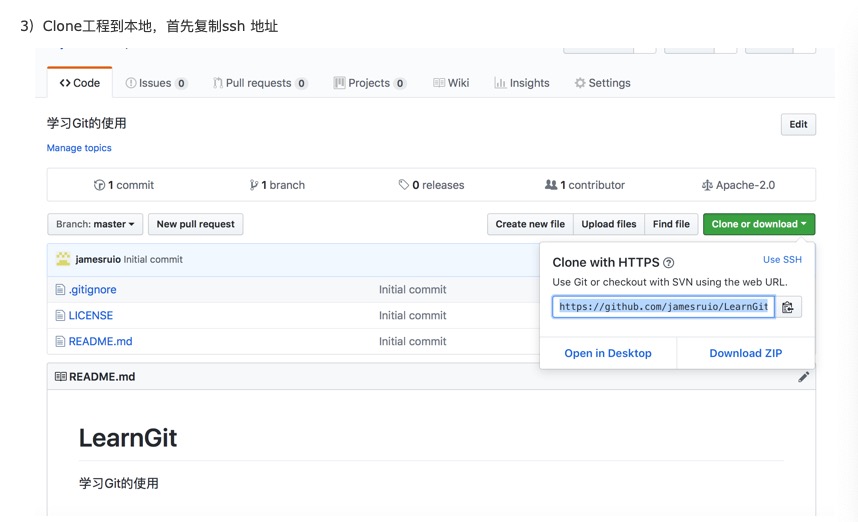 3）Clone工程到本地，首先复制ssh 地址
Code Issues 0 Pull requests 0 Projects 0 Wiki Insights Settings
学习Git的使用 Edit
Manage topics
1 commit 1 branch 0 releases 1 contributor Apache-2.0
Branch: master New pull request Create new file Upload files Find file Clone or download
jamesruio Initial commit
.gitignore Initial commit
LICENSE Initial commit
README.md Initial commit
Clone with HTTPS Use SSH
Use Git or checkout with SVN using the web URL.
https://github.com/jamesruio/LearnGit
Open in Desktop Download ZIP
README.md
LearnGit
学习Git的使用